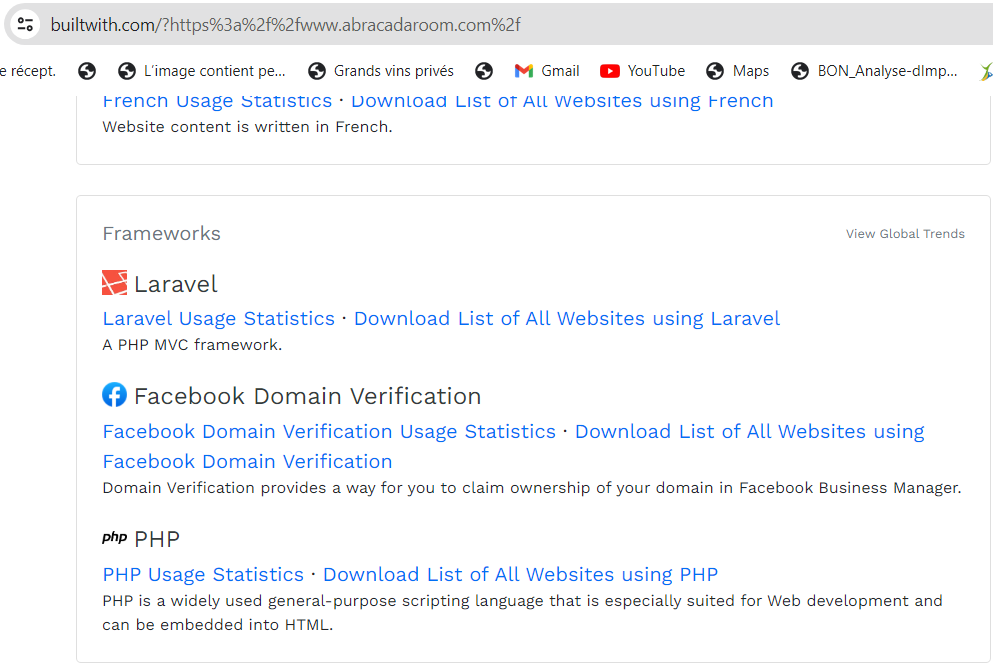 builtwith.com/?https%3a%2f%2fwww.abracadaroom.com%2f
e récept. L'image contient pe... Grands vins privés Gmail YouTube Maps BON_Analyse-dImp...
French Usage Statistics · Download List of All Websites using French
Website content is written in French.
Frameworks View Global Trends
Laravel
Laravel Usage Statistics · Download List of All Websites using Laravel
A PHP MVC framework.
Facebook Domain Verification
Facebook Domain Verification Usage Statistics · Download List of All Websites using
Facebook Domain Verification
Domain Verification provides a way for you to claim ownership of your domain in Facebook Business Manager.
php PHP
PHP Usage Statistics · Download List of All Websites using PHP
PHP is a widely used general-purpose scripting language that is especially suited for Web development and
can be embedded into HTML.